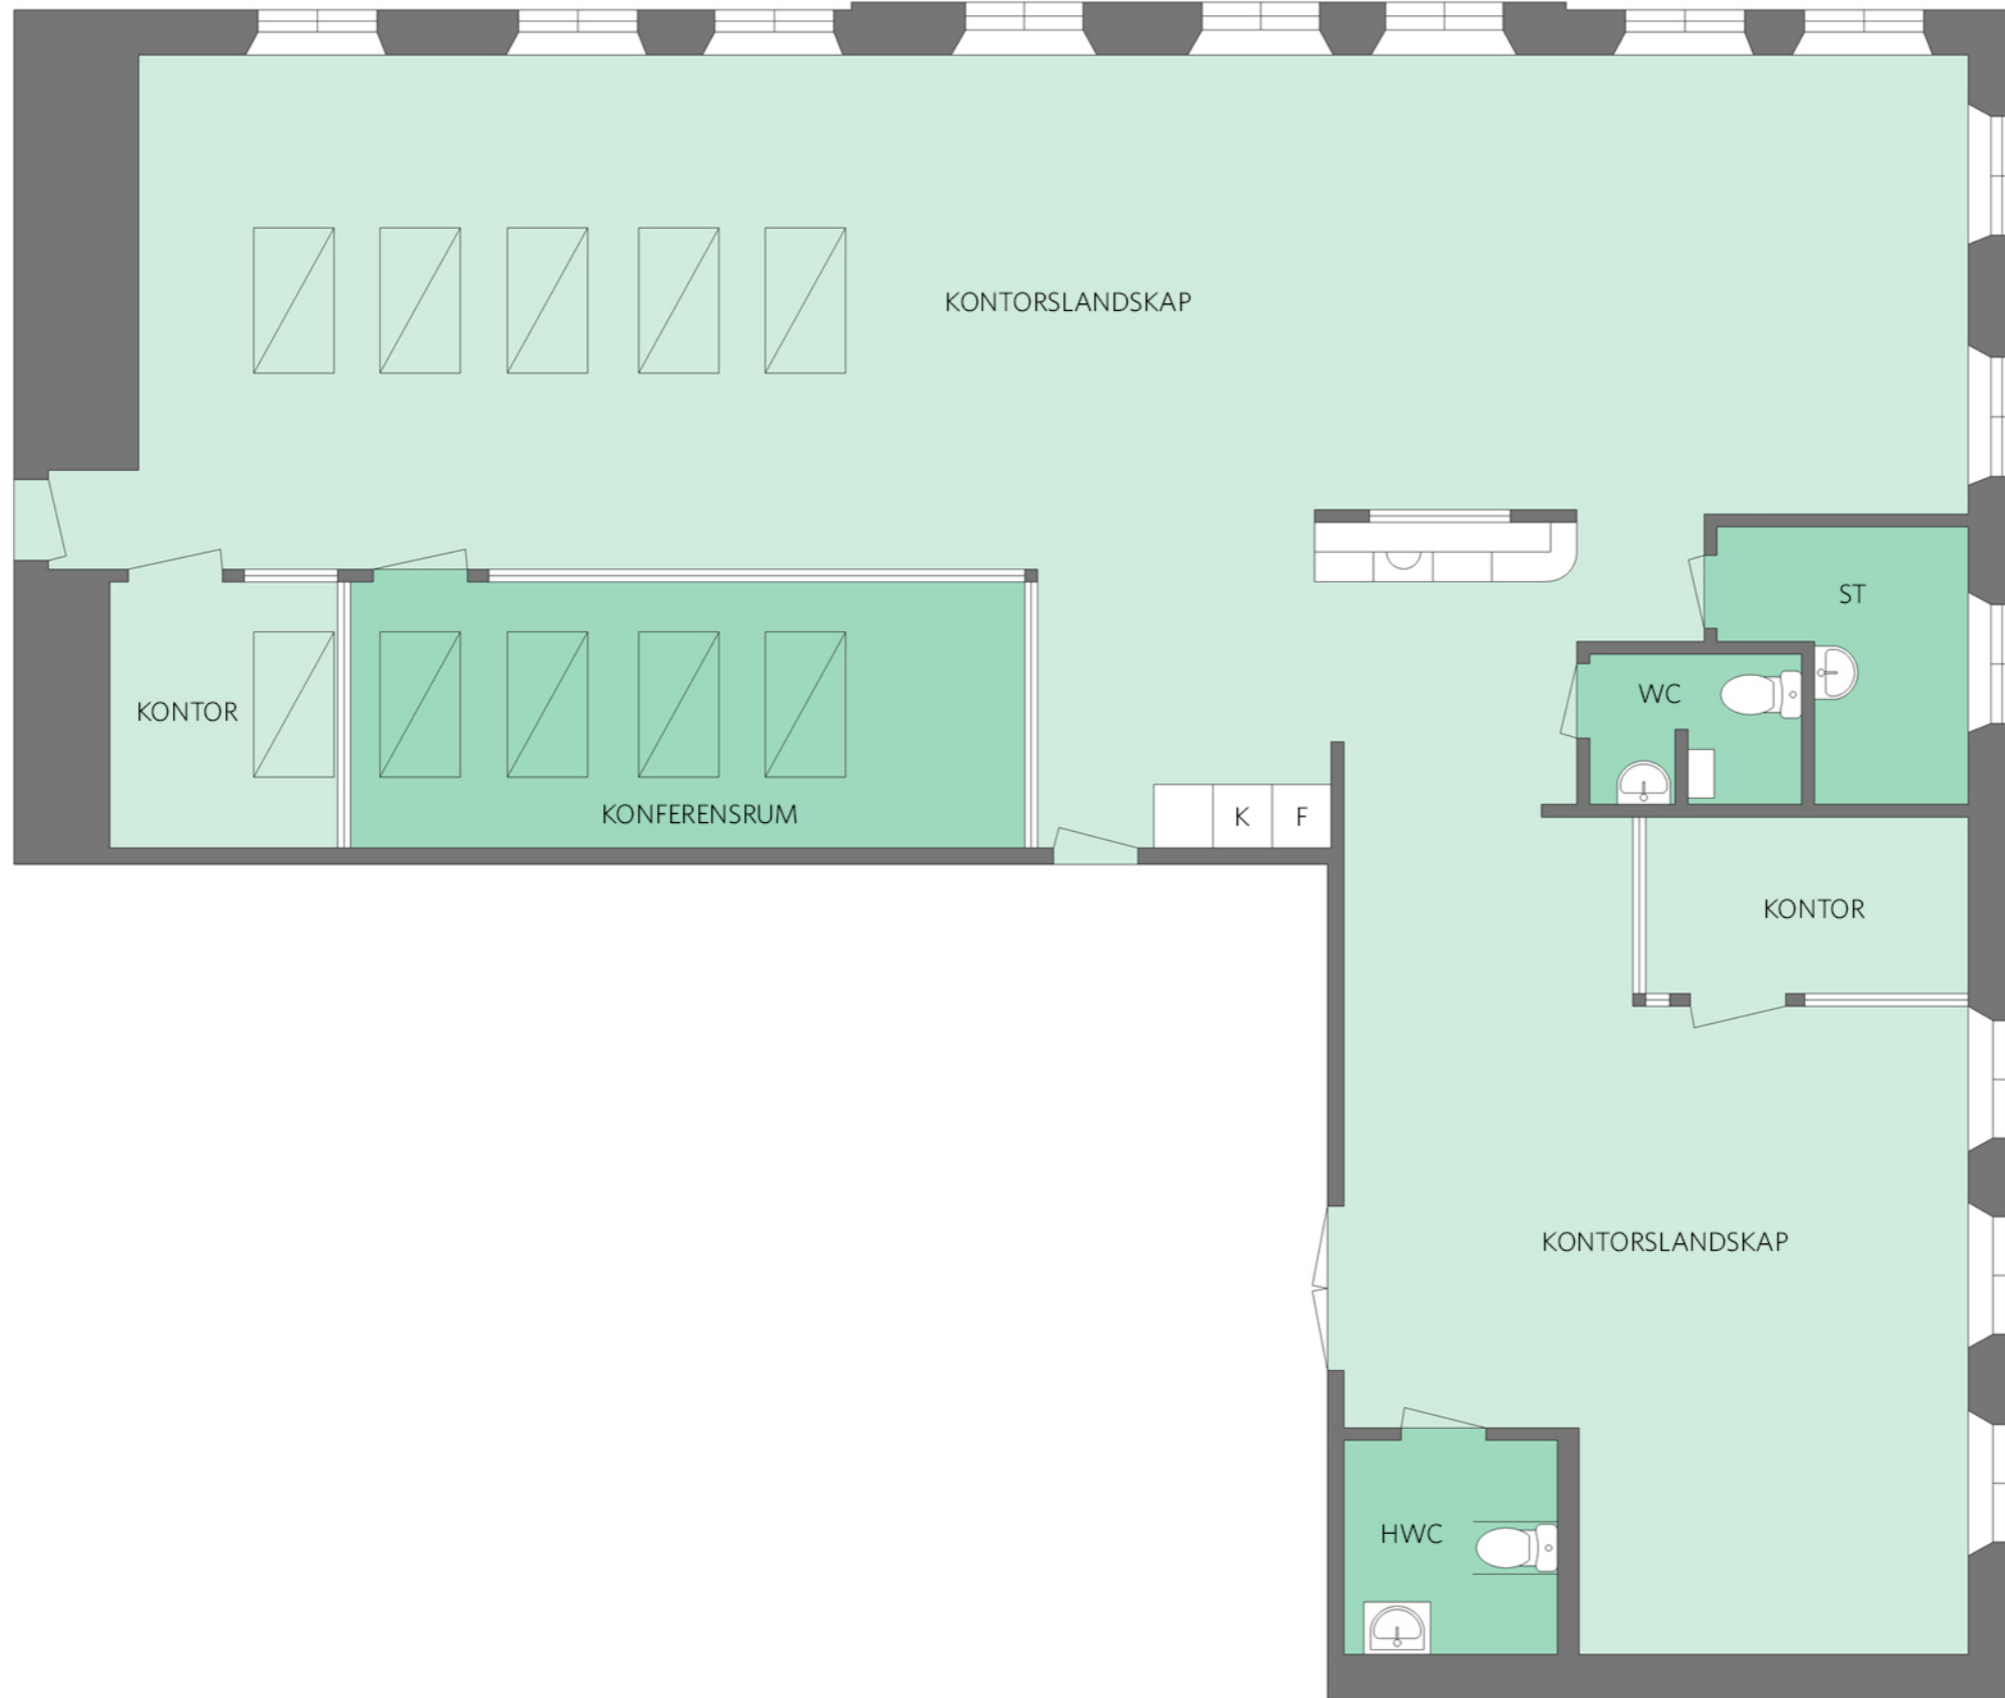 KONTORSLANDSKAP
ST
WC
KONTOR
KONFERENSRUM
K
F
KONTOR
KONTORSLANDSKAP
HWC